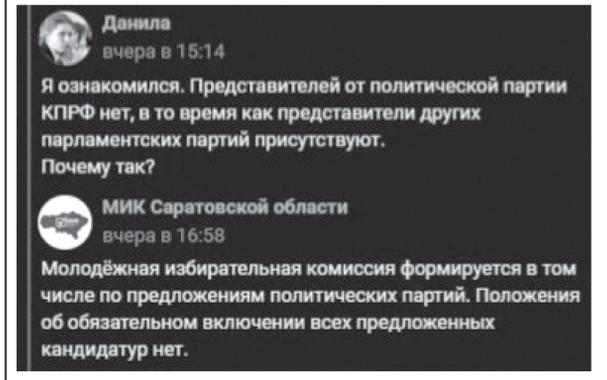 Данила
вчера в 15:14
Я ознакомился. Представителей от политической партии
КПРФ нет, в то время как представители других
парламентских партий присутствуют.
Почему так?
МИК Саратовской области
вчера в 16:58
Молодёжная избирательная комиссия формируется в том
числе по предложениям политических партий. Положения
об обязательном включении всех предложенных
кандидатур нет.